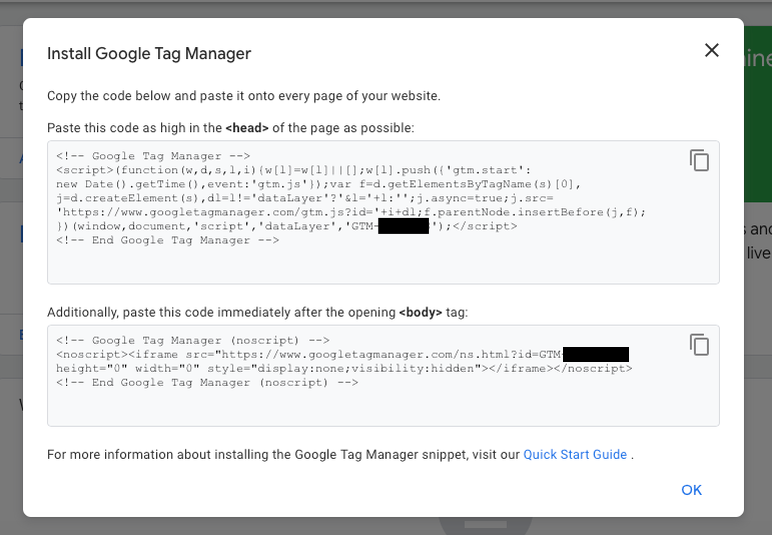 Install Google Tag Manager
Copy the code below and paste it onto every page of your website.
Paste this code as high in the <head> of the page as possible:
<!-- Google Tag Manager -->
<script>(function(w,d,s,l,i){w[l]=w[l]||[];w[l].push({'gtm.start':
new Date().getTime(),event:'gtm.js'});var f=d.getElementsByTagName(s)[0],
j=d.createElement(s),dl=l!='dataLayer'?'&l='+l:'';j.async=true;j.src=
'https://www.googletagmanager.com/gtm.js?id='+i+dl;f.parentNode.insertBefore(j,f);
})(window,document,'script','dataLayer','GTM-');</script>
<!-- End Google Tag Manager -->
Additionally, paste this code immediately after the opening <body> tag:
<!-- Google Tag Manager (noscript) -->
<noscript><iframe src="https://www.googletagmanager.com/ns.html?id=GTM-
height="0" width="0" style="display:none;visibility:hidden"></iframe></noscript>
<!-- End Google Tag Manager (noscript) -->
For more information about installing the Google Tag Manager snippet, visit our Quick Start Guide .
OK